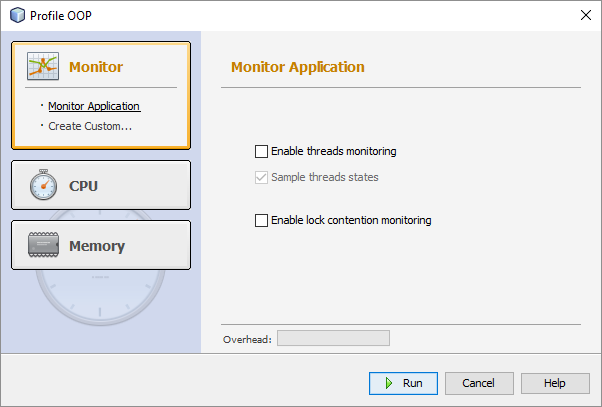 Profile OOP
Monitor
Monitor Application
Create Custom...
CPU
Memory
Monitor Application
Enable threads monitoring
Sample threads states
Enable lock contention monitoring
Overhead:
Run
Cancel
Help